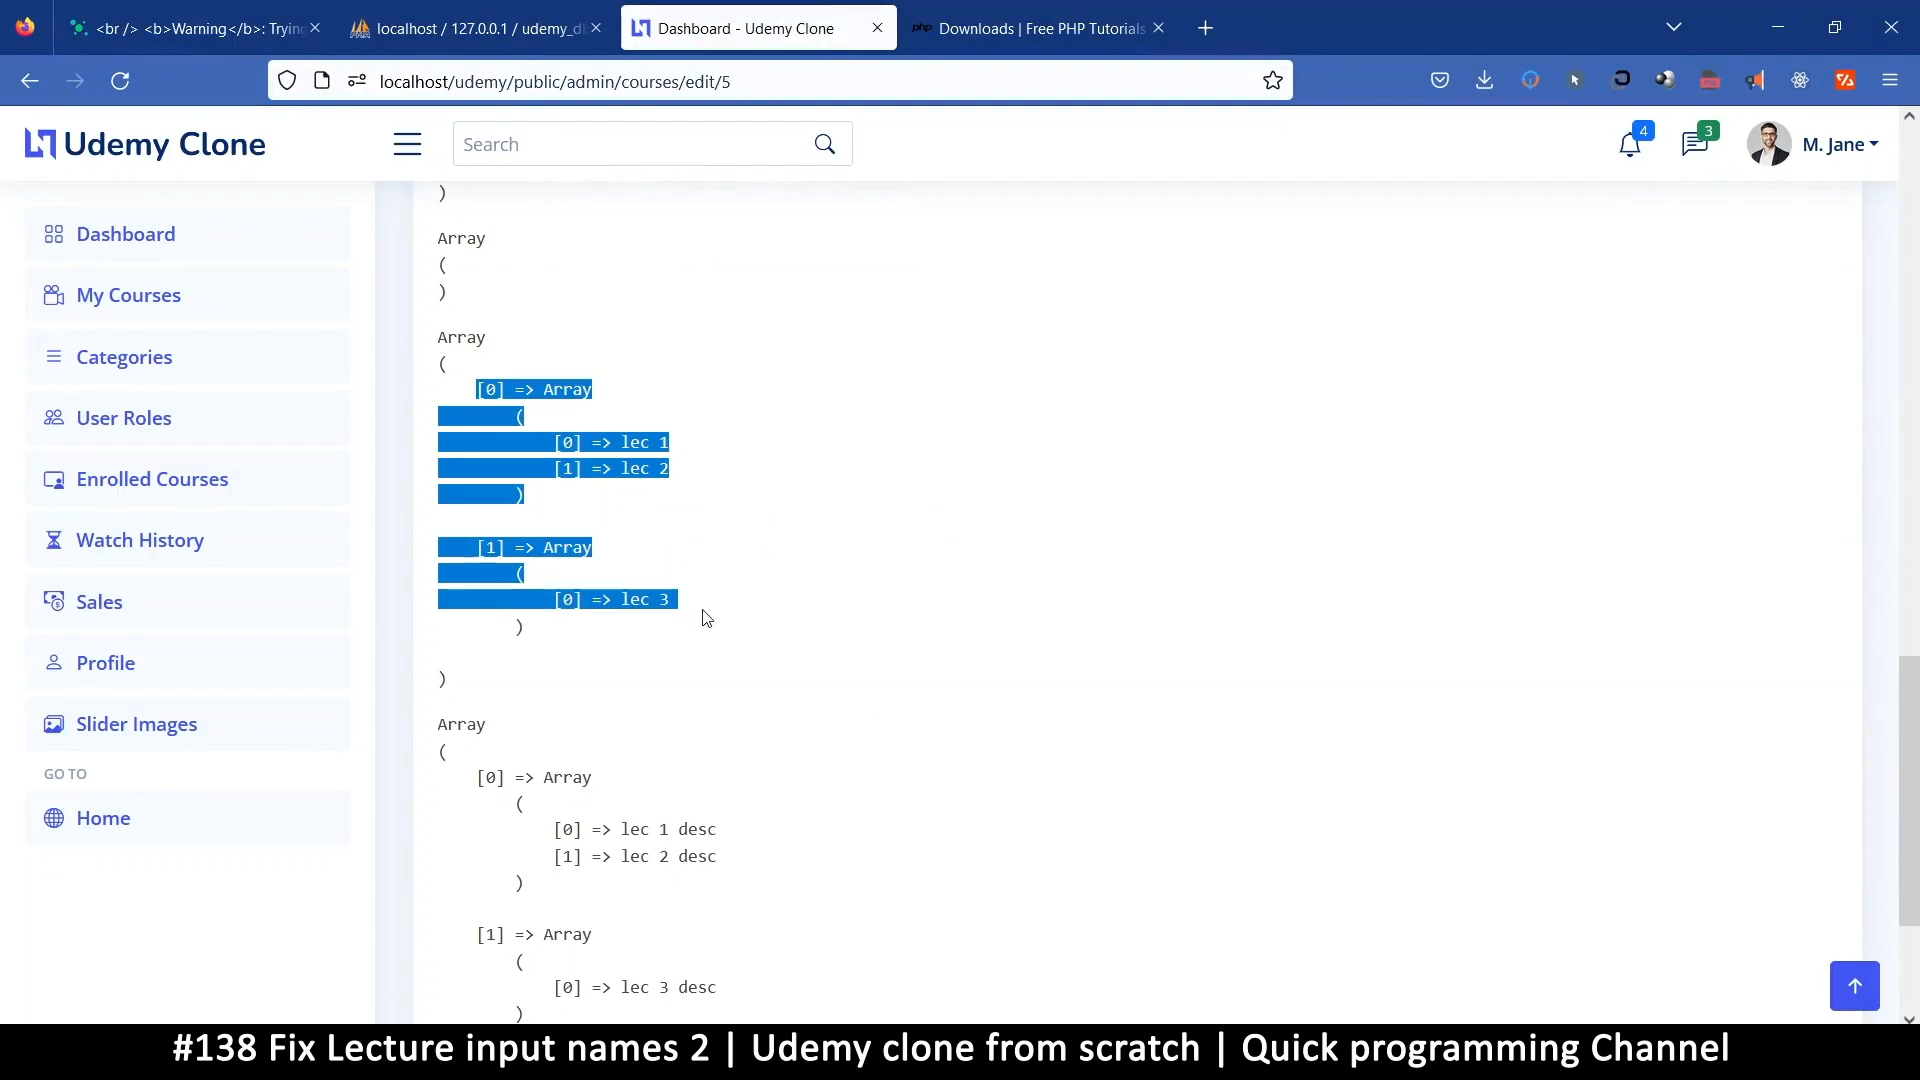 <br /> <b>Warning</b>: Trying
localhost / 127.0.0.1 / udemy_d
Dashboard - Udemy Clone
php
Downloads | Free PHP Tutorials
localhost/udemy/public/admin/courses/edit/5
Udemy Clone
Search
4
3
M. Jane
Dashboard
My Courses
Categories
User Roles
Enrolled Courses
Watch History
Sales
Profile
Slider Images
GO TO
Home
)
Array
(
)
Array
(
[0] => Array
(
[0] => lec 1
[1] => lec 2
)
[1] => Array
(
[0] => lec 3
)
)
Array
(
[0] => Array
(
[0] => lec 1 desc
[1] => lec 2 desc
)
[1] => Array
(
[0] => lec 3 desc
)
#138 Fix Lecture input names 2 | Udemy clone from scratch | Quick programming Channel